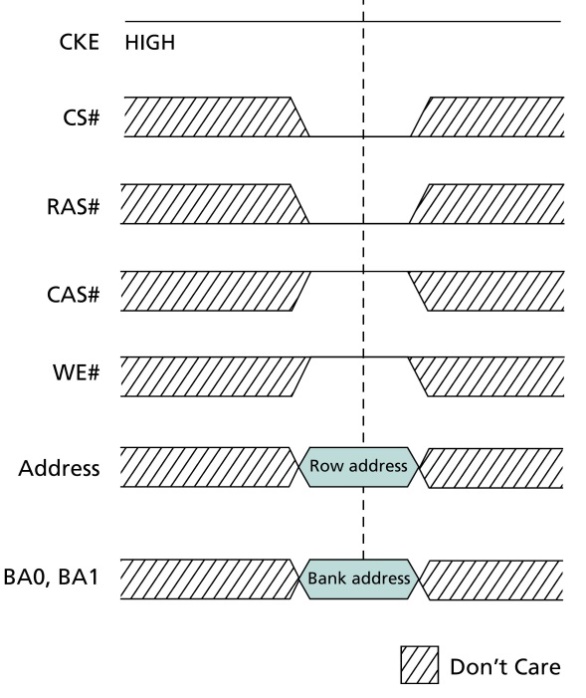 CKE HIGH
CS#
RAS#
CAS#
WE#
Address Row address
BA0, BA1 Bank address
Don't Care